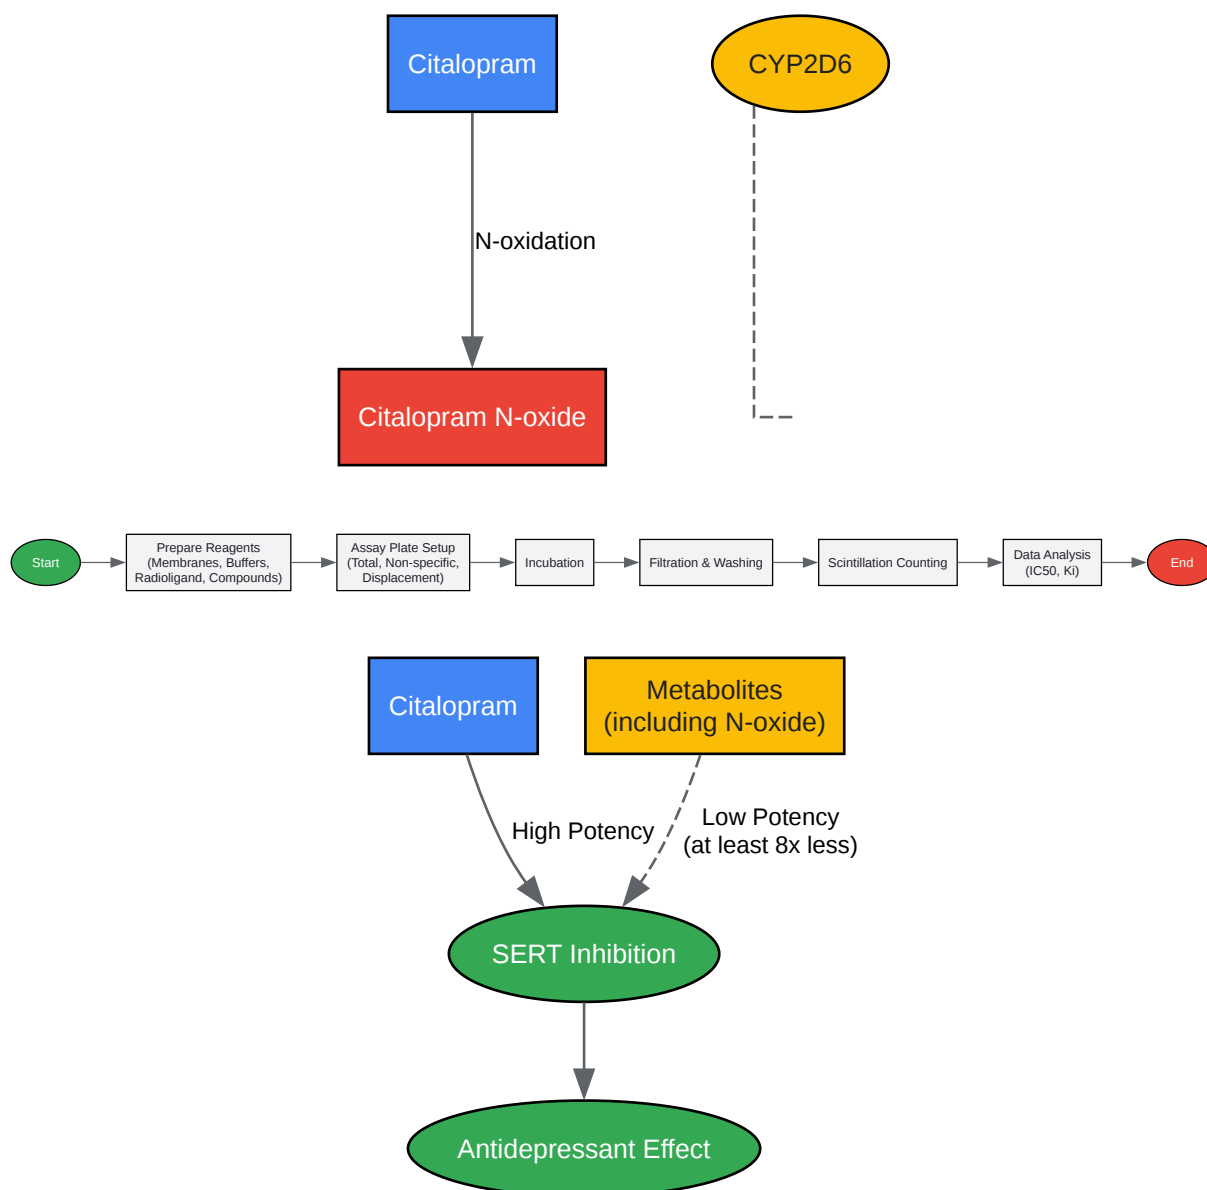 Citalopram
CYP2D6
N-oxidation
Citalopram N-oxide
Start
Prepare Reagents
(Membranes, Buffers,
Radioligand, Compounds)
Assay Plate Setup
(Total, Non-specific,
Displacement)
Incubation
Filtration & Washing
Scintillation Counting
Data Analysis
(IC50, Ki)
End
Citalopram
Metabolites
(including N-oxide)
High Potency
Low Potency
(at least 8x less)
SERT Inhibition
Antidepressant Effect